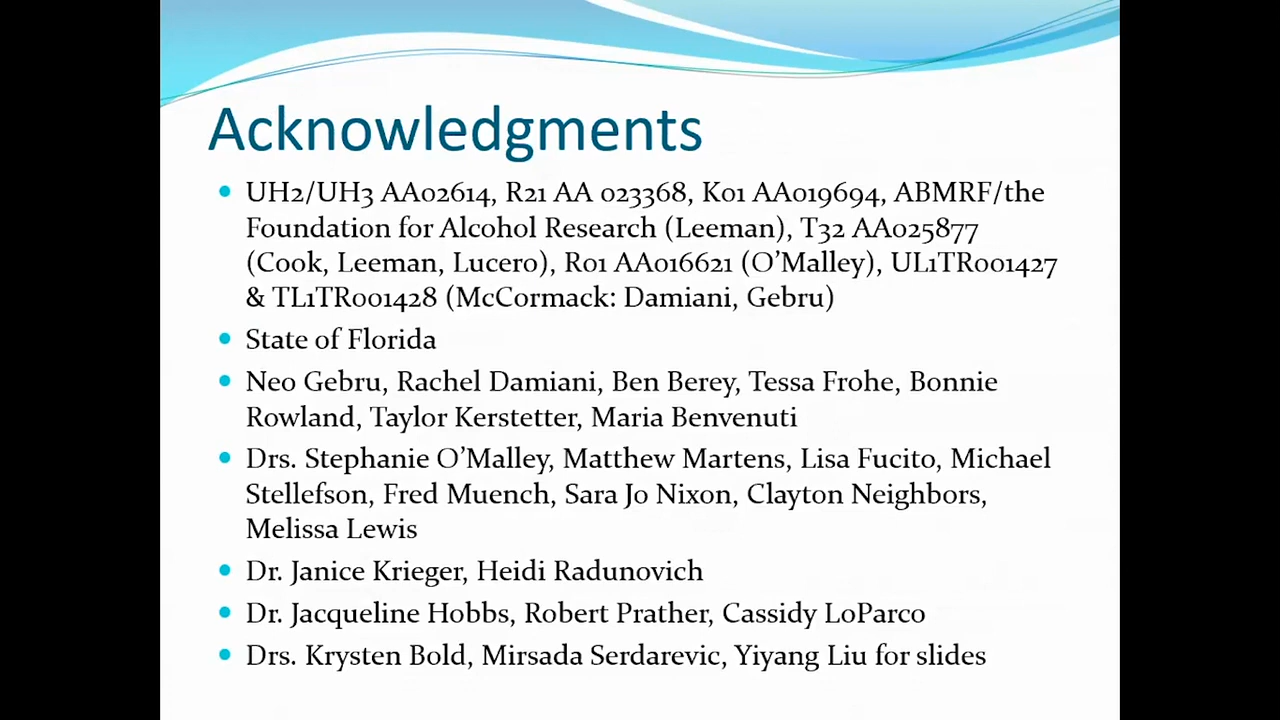 Acknowledgments
• UH2/UH3 AA02614, R21 AA 023368, K01 AA019694, ABMRF/the
Foundation for Alcohol Research (Leeman), T32 AA025877
(Cook, Leeman, Lucero), R01 AA016621 (O’Malley), UL1TR001427
& TL1TR001428 (McCormack: Damiani, Gebru)
• State of Florida
• Neo Gebru, Rachel Damiani, Ben Berey, Tessa Frohe, Bonnie
Rowland, Taylor Kerstetter, Maria Benvenuti
• Drs. Stephanie O’Malley, Matthew Martens, Lisa Fucito, Michael
Stellefson, Fred Muench, Sara Jo Nixon, Clayton Neighbors,
Melissa Lewis
• Dr. Janice Krieger, Heidi Radunovich
• Dr. Jacqueline Hobbs, Robert Prather, Cassidy LoParco
• Drs. Krysten Bold, Mirsada Serdarevic, Yiyang Liu for slides